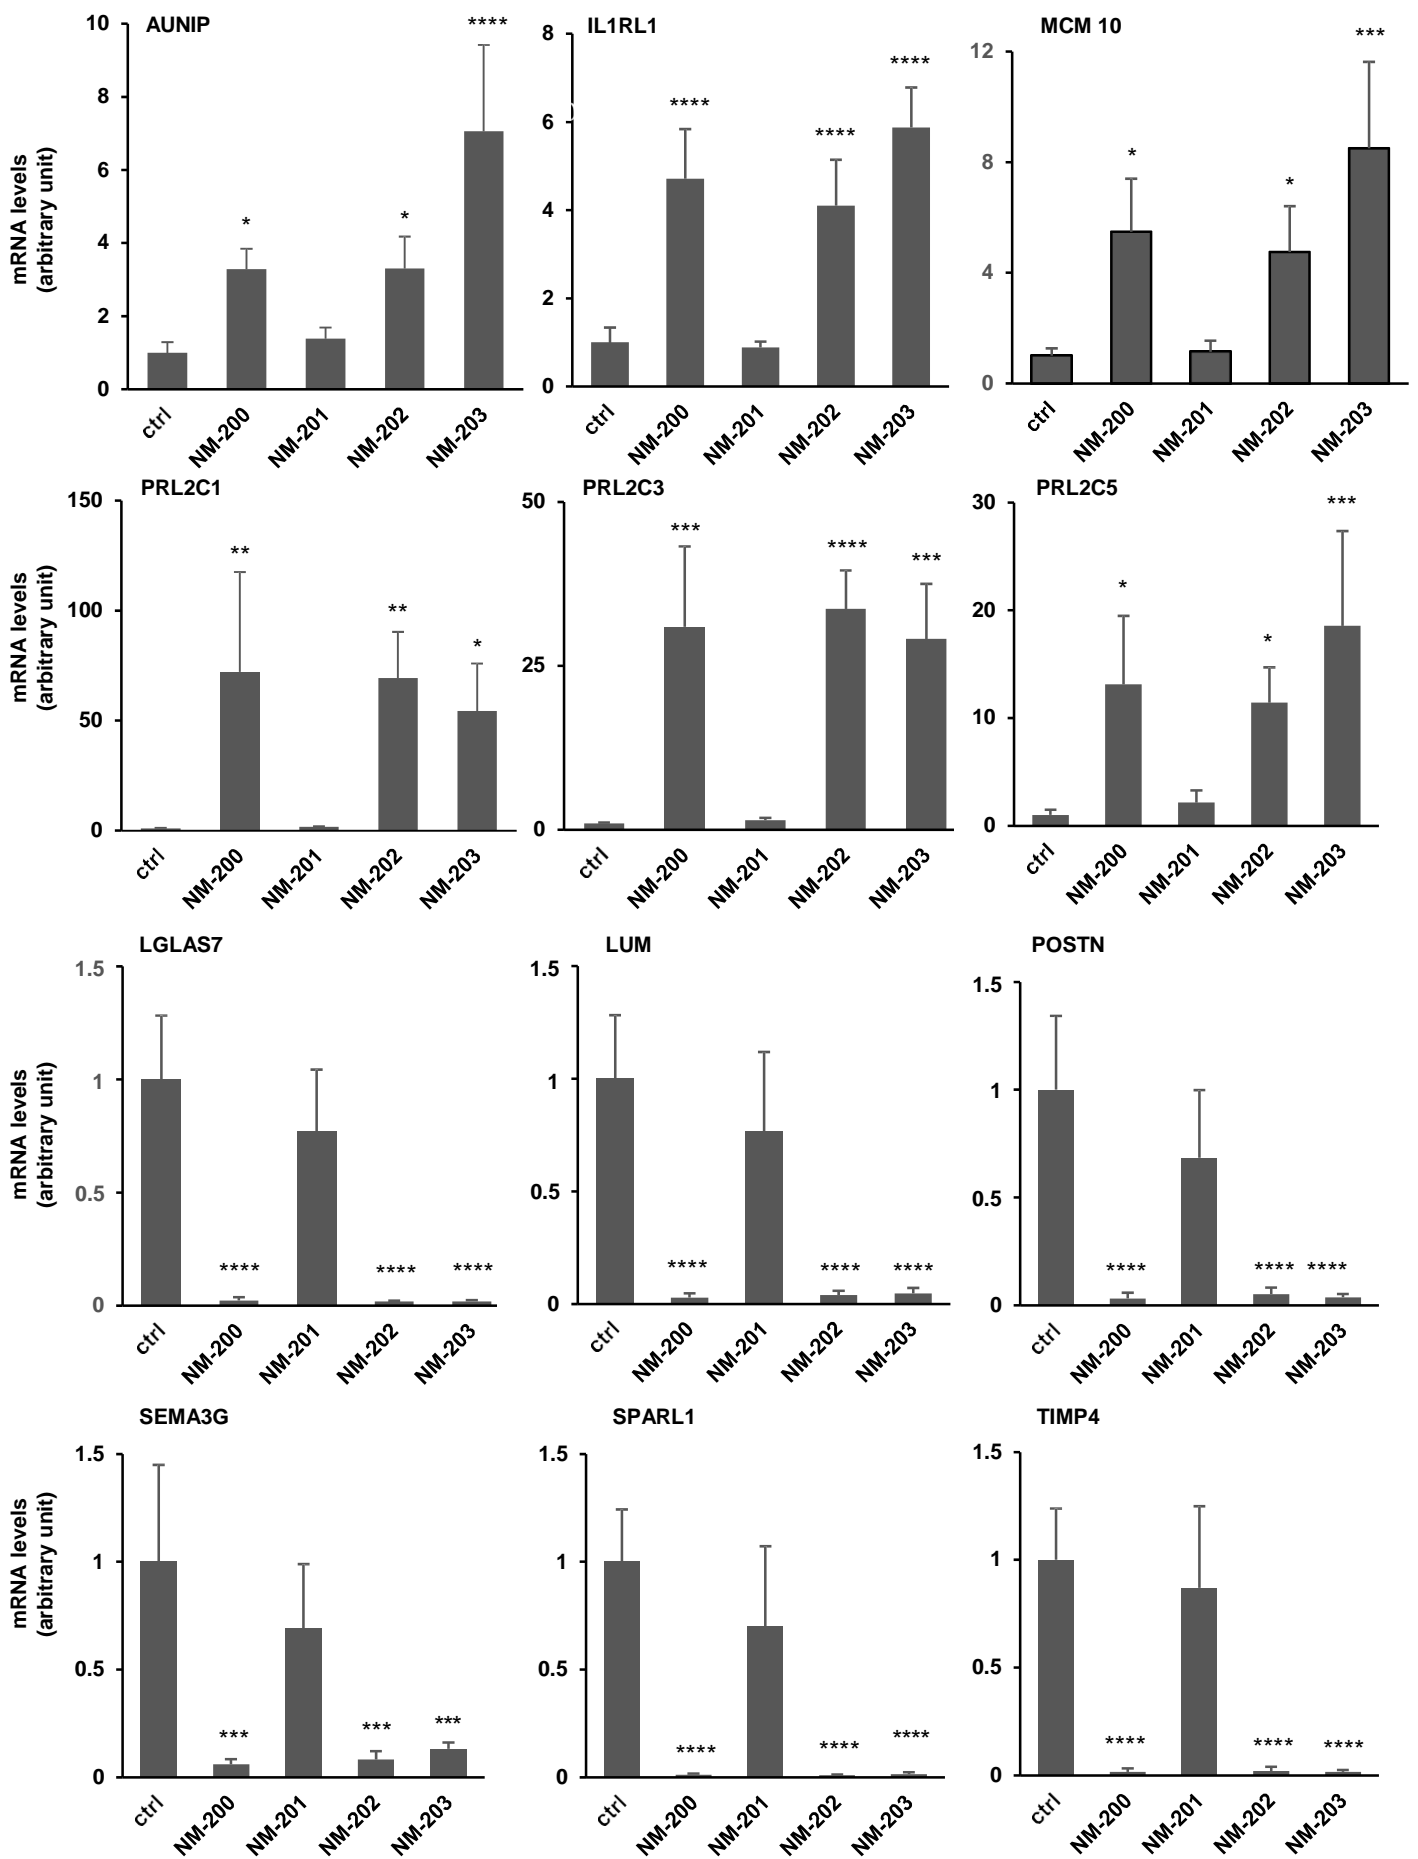 AUNIP
IL1RL1
MCM 10
mRNA levels
(arbitrary unit)
10
8
6
4
2
0
*
*
****
ctrl
NM-200
NM-201
NM-202
NM-203
8
6
4
2
0
****
****
****
ctrl
NM-200
NM-201
NM-202
NM-203
12
8
4
0
*
*
***
ctrl
NM-200
NM-201
NM-202
NM-203
PRL2C1
PRL2C3
PRL2C5
mRNA levels
(arbitrary unit)
150
100
50
0
**
**
*
ctrl
NM-200
NM-201
NM-202
NM-203
50
25
0
***
****
***
ctrl
NM-200
NM-201
NM-202
NM-203
30
20
10
0
*
*
***
ctrl
NM-200
NM-201
NM-202
NM-203
LGLAS7
LUM
POSTN
mRNA levels
(arbitrary unit)
1.5
1
0.5
0
****
****
****
ctrl
NM-200
NM-201
NM-202
NM-203
1.5
1
0.5
0
****
****
****
ctrl
NM-200
NM-201
NM-202
NM-203
1.5
1
0.5
0
****
****
****
ctrl
NM-200
NM-201
NM-202
NM-203
SEMA3G
SPARL1
TIMP4
mRNA levels
(arbitrary unit)
1.5
1
0.5
0
***
***
***
ctrl
NM-200
NM-201
NM-202
NM-203
1.5
1
0.5
0
****
****
****
ctrl
NM-200
NM-201
NM-202
NM-203
1.5
1
0.5
0
****
****
****
ctrl
NM-200
NM-201
NM-202
NM-203